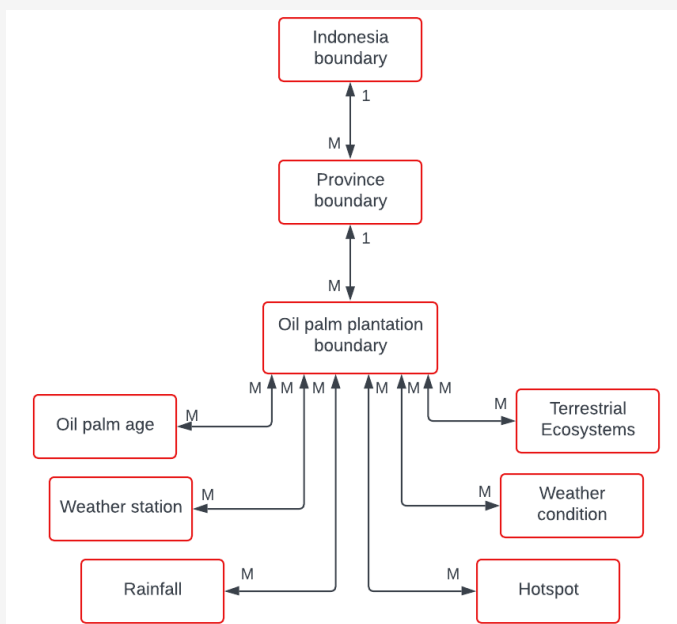 Indonesia
boundary
1
M
Province
boundary
1
M
Oil palm plantation
boundary
M M M M M M
M
Oil palm age
M
Terrestrial
Ecosystems
M
Weather station
M
Weather
condition
M
Rainfall
M
Hotspot